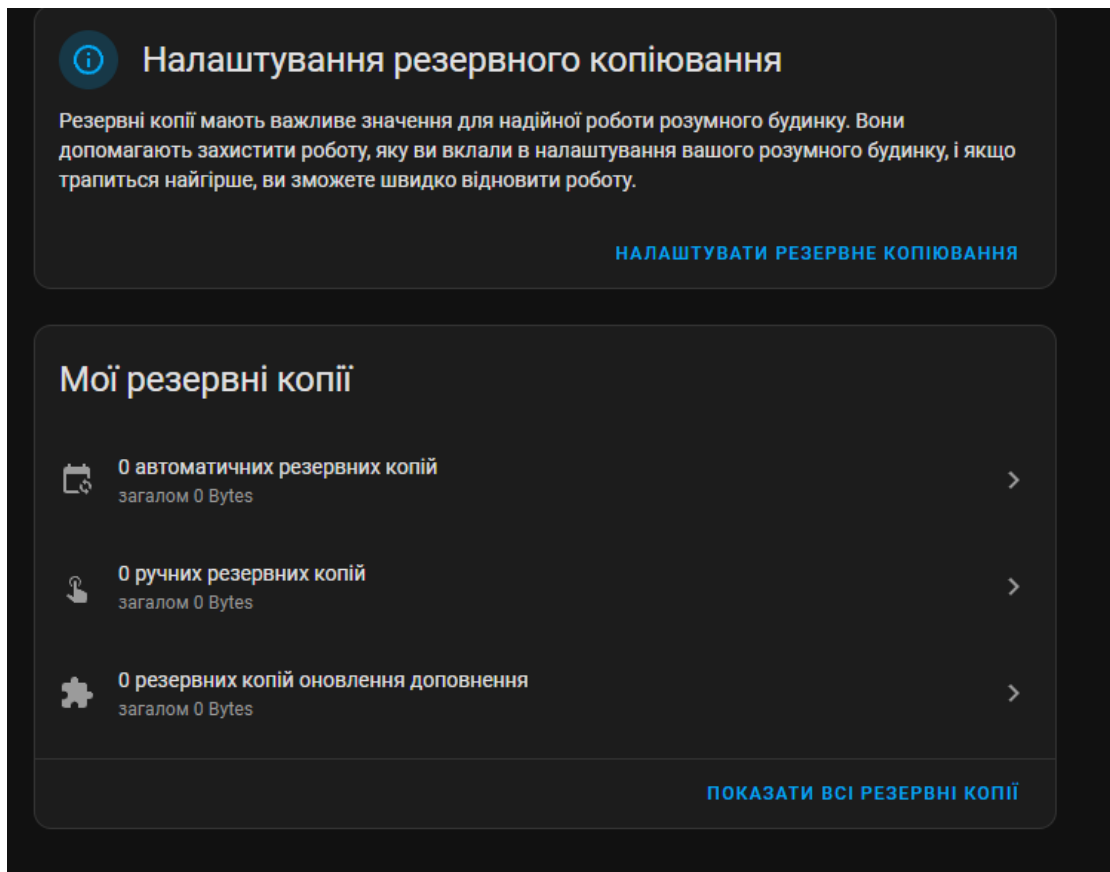 Налаштування резервного копіювання
Резервні копії мають важливе значення для надійної роботи розумного будинку. Вони
допомагають захистити роботу, яку ви вклали в налаштування вашого розумного будинку, і якщо
трапиться найгірше, ви зможете швидко відновити роботу.
НАЛАШТУВАТИ РЕЗЕРВНЕ КОПІЮВАННЯ
Мої резервні копії
0 автоматичних резервних копій
загалом 0 Bytes
0 ручних резервних копій
загалом 0 Bytes
0 резервних копій оновлення доповнення
загалом 0 Bytes
ПОКАЗАТИ ВСІ РЕЗЕРВНІ КОПІЇ